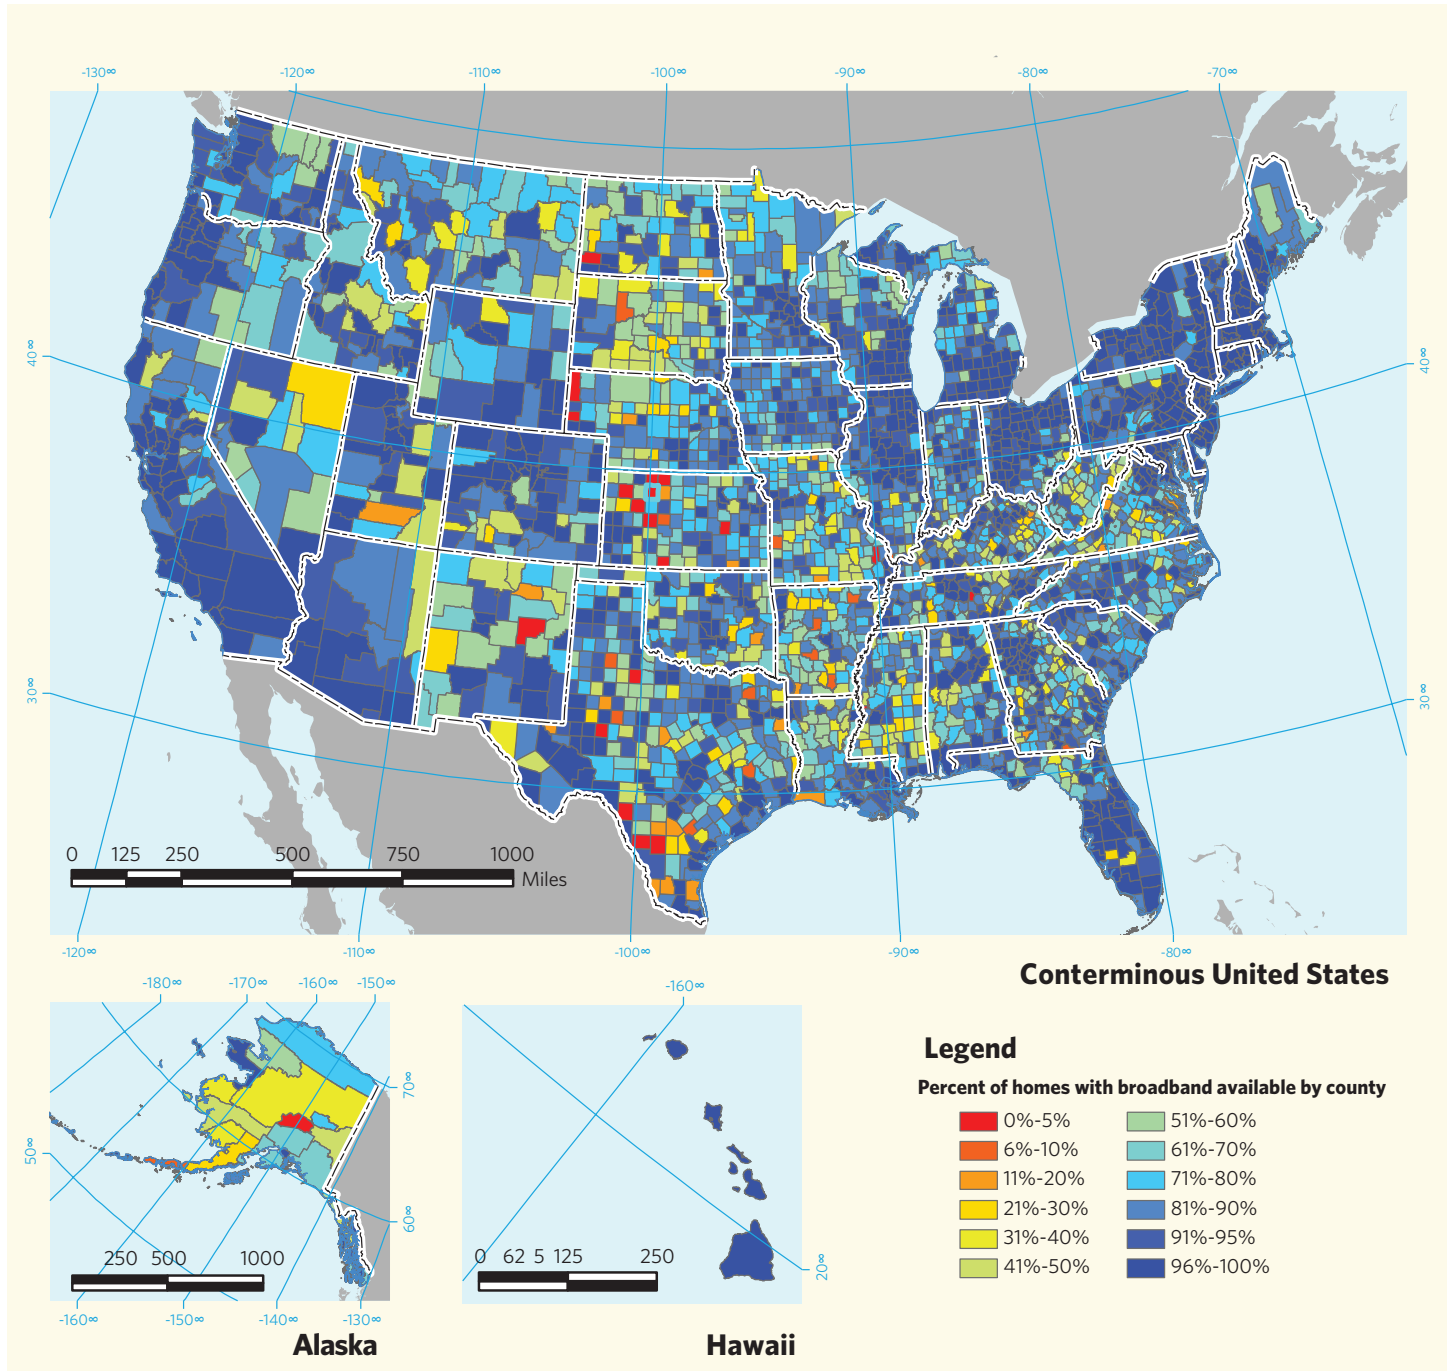 -130∞ -120∞ -110∞ -100∞ -90∞ -80∞ -70∞
40∞ 40∞
30∞ 30∞
0 125 250 500 750 1000
Miles
-120∞ -110∞ -100∞ -90∞ -80∞
Conterminous United States
-180∞ -170∞ -160∞ -150∞
70∞
50∞
60∞
250 500 1000
-160∞ -150∞ -140∞ -130∞
Alaska
-160∞
0 62 5 125 250
20∞
Hawaii
Legend
Percent of homes with broadband available by county
0%-5%
6%-10%
11%-20%
21%-30%
31%-40%
41%-50%
51%-60%
61%-70%
71%-80%
81%-90%
91%-95%
96%-100%